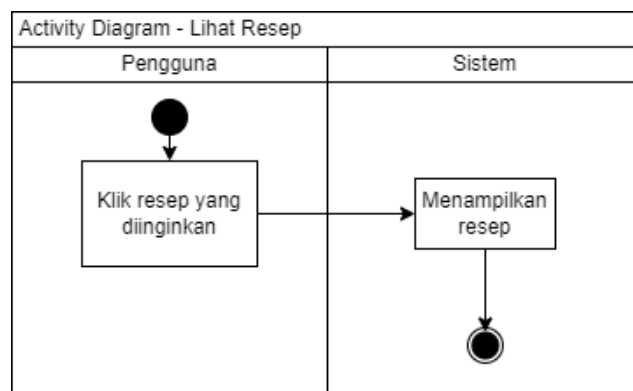 Activity Diagram - Lihat Resep
Pengguna
Sistem
Klik resep yang
diinginkan
Menampilkan
resep